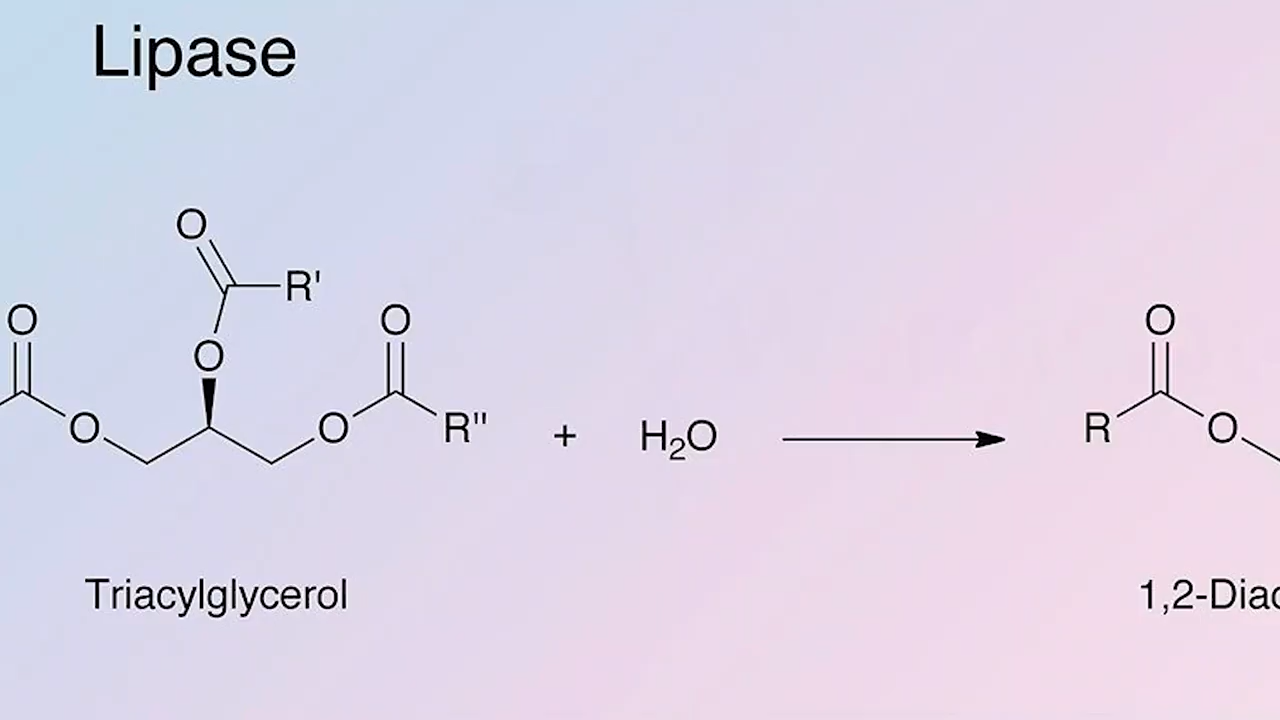 Lipase
O
R'
O
O
O
O
O
R"
+
H₂O
O
R
O
Triacylglycerol
1,2-Diac